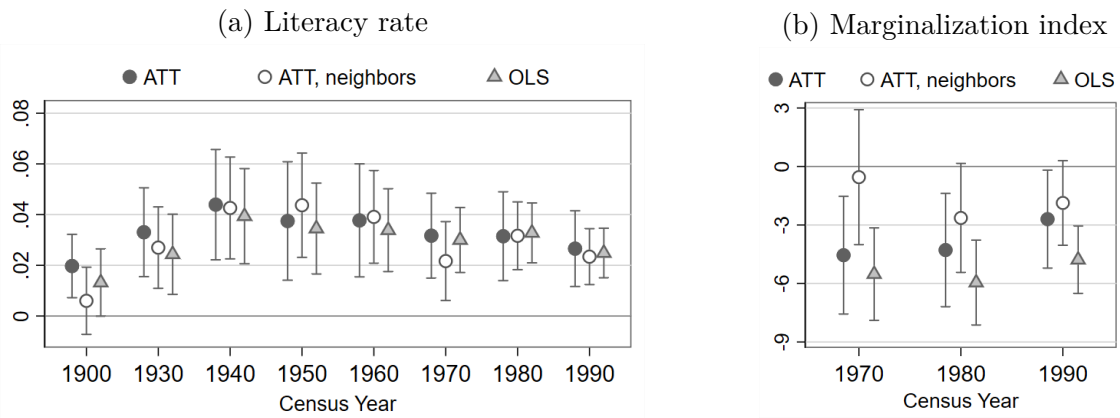 (a) Literacy rate
ATT
ATT, neighbors
OLS
.08
.06
.04
.02
0
1900 1930 1940 1950 1960 1970 1980 1990
Census Year
(b) Marginalization index
ATT
ATT, neighbors
OLS
3
0
-3
-6
-9
1970 1980 1990
Census Year